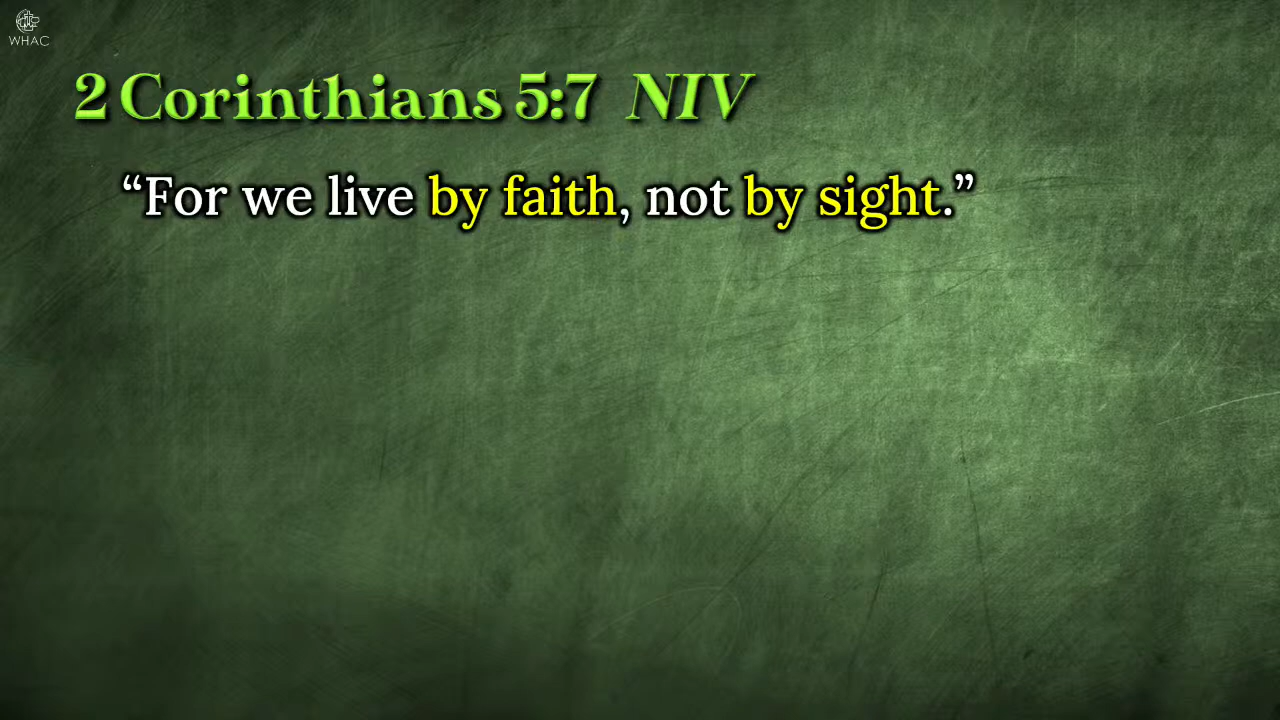 WHAC
2 Corinthians 5:7 NIV
“For we live by faith, not by sight.”